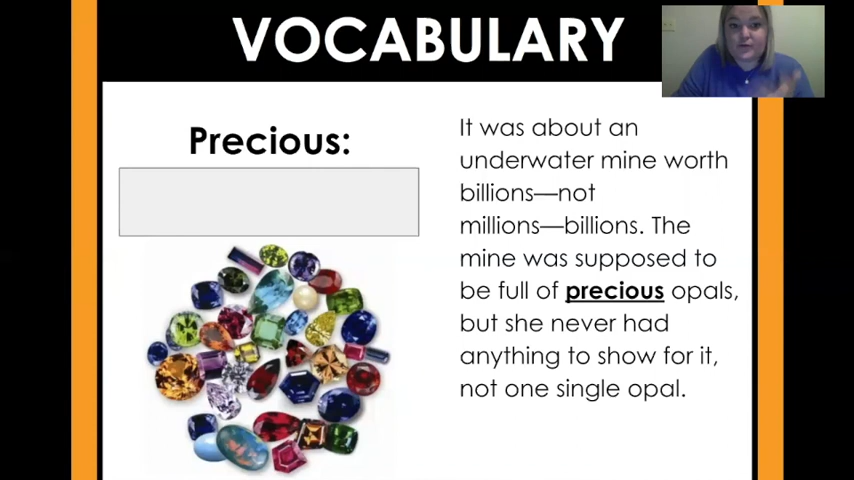 VOCABULARY
Precious:
It was about an
underwater mine worth
billions—not
millions—billions. The
mine was supposed to
be full of precious opals,
but she never had
anything to show for it,
not one single opal.